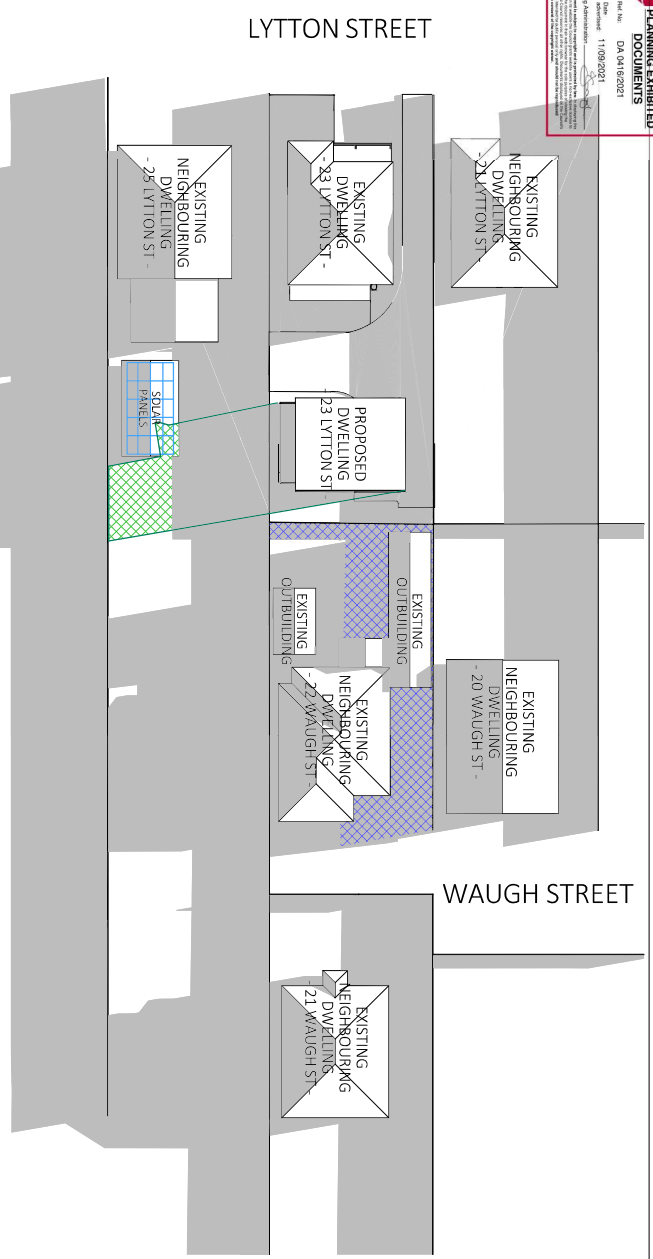 LYTTON STREET
PLANNING EXHIBITED
DOCUMENTS
Ref. No: DA 0416/2021
Date
advertised: 11/09/2021
EXISTING
NEIGHBOURING
DWELLING
- 25 LYTTON ST -
EXISTING
DWELLING
- 23 LYTTON ST -
EXISTING
NEIGHBOURING
DWELLING
- 21 LYTTON ST -
SOLAR
PANELS
PROPOSED
DWELLING
- 23 LYTTON ST
EXISTING
OUTBUILDING
EXISTING
OUTBUILDING
EXISTING
NEIGHBOURING
DWELLING
- 22 WAUGH ST -
EXISTING
NEIGHBOURING
DWELLING
- 20 WAUGH ST -
WAUGH STREET
EXISTING
NEIGHBOURING
DWELLING
- 21 WAUGH ST -